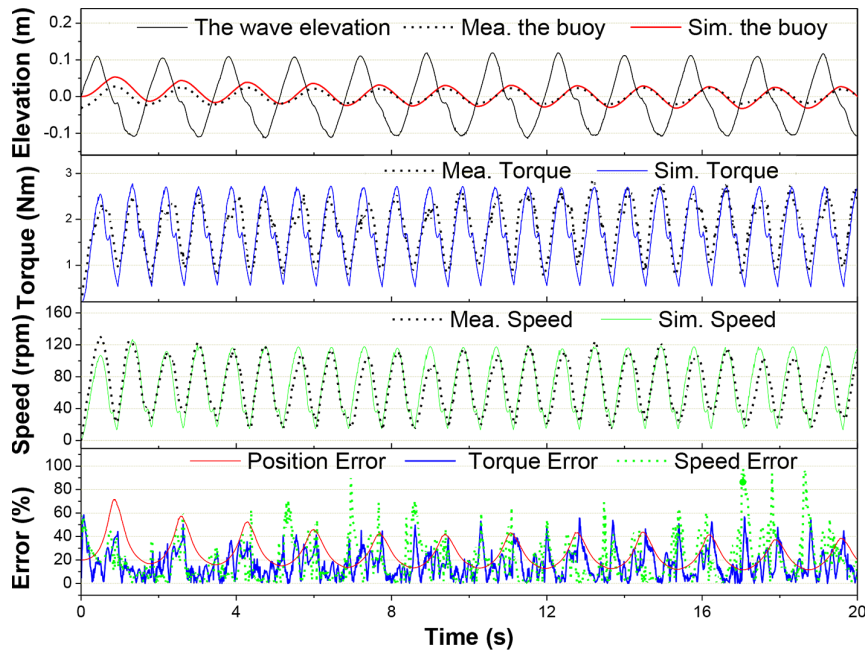 The wave elevation Mea. the buoy Sim. the buoy
Elevation (m)
0.2
0.1
0.0
-0.1
Mea. Torque Sim. Torque
Torque (Nm)
3
2
1
Mea. Speed Sim. Speed
Speed (rpm)
160
120
80
40
0
Position Error Torque Error Speed Error
Error (%)
100
80
60
40
20
0
0 4 8 12 16 20
Time (s)